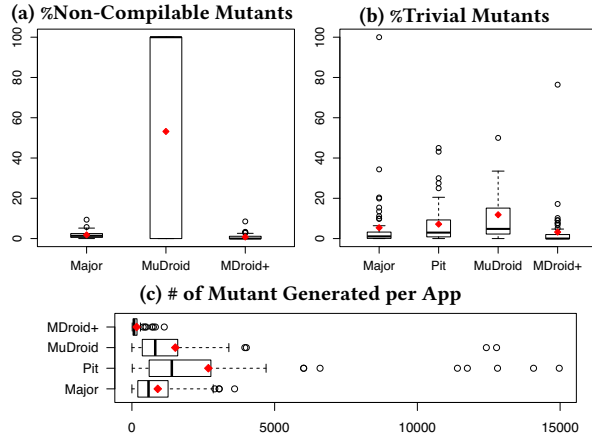 (a) %Non-Compilable Mutants
(b) %Trivial Mutants
100
80
60
40
20
0
Major
MuDroid
MDroid+
100
80
60
40
20
0
Major
Pit
MuDroid
MDroid+
(c) # of Mutant Generated per App
MDroid+
MuDroid
Pit
Major
0
5000
10000
15000